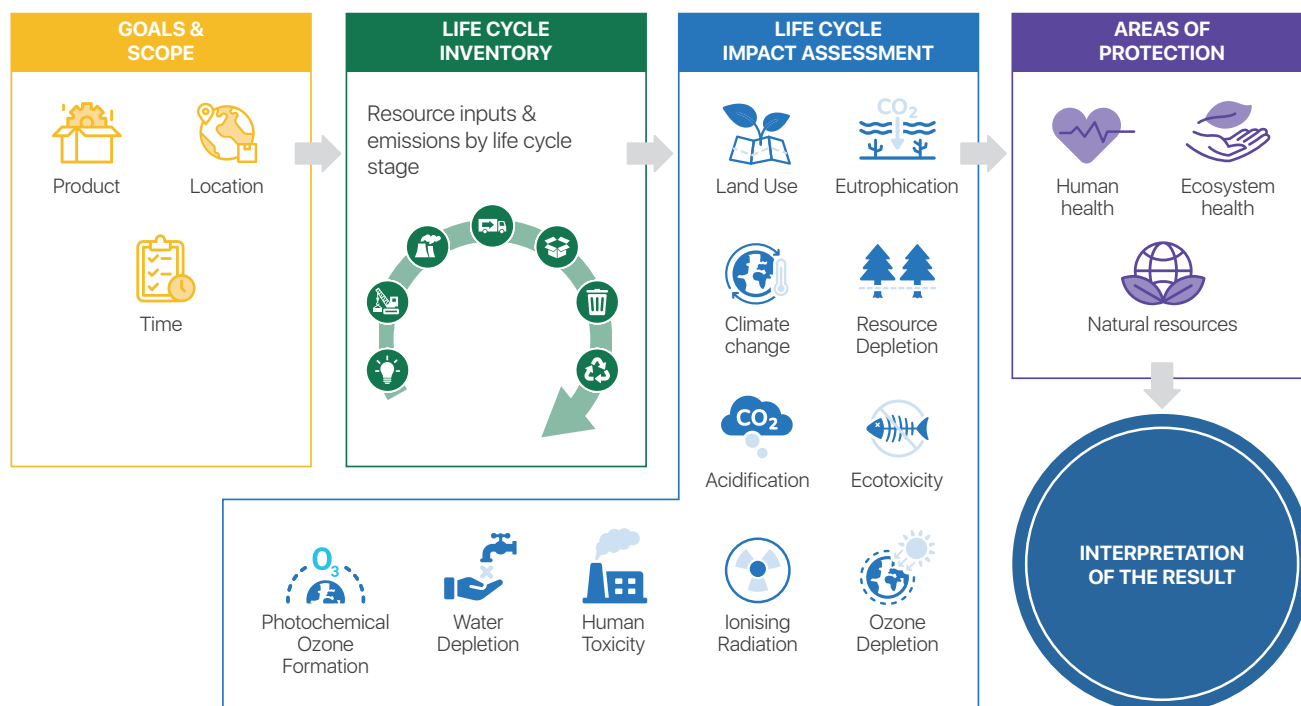 GOALS &
SCOPE
Product
Location
Time
LIFE CYCLE
INVENTORY
Resource inputs &
emissions by life cycle
stage
LIFE CYCLE
IMPACT ASSESSMENT
CO2
Land Use
Eutrophication
Climate
change
Resource
Depletion
CO2
Acidification
Ecotoxicity
O3
Photochemical
Ozone
Formation
Water
Depletion
Human
Toxicity
Ionising
Radiation
Ozone
Depletion
AREAS OF
PROTECTION
Human
health
Ecosystem
health
Natural resources
INTERPRETATION
OF THE RESULT